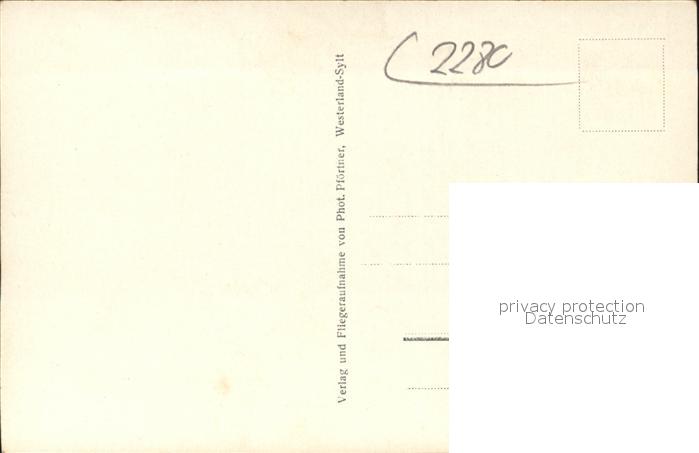 2280
Verlag und Fliegeraufnahme von Phot. Pförtner, Westerland-Sylt
privacy protection
Datenschutz